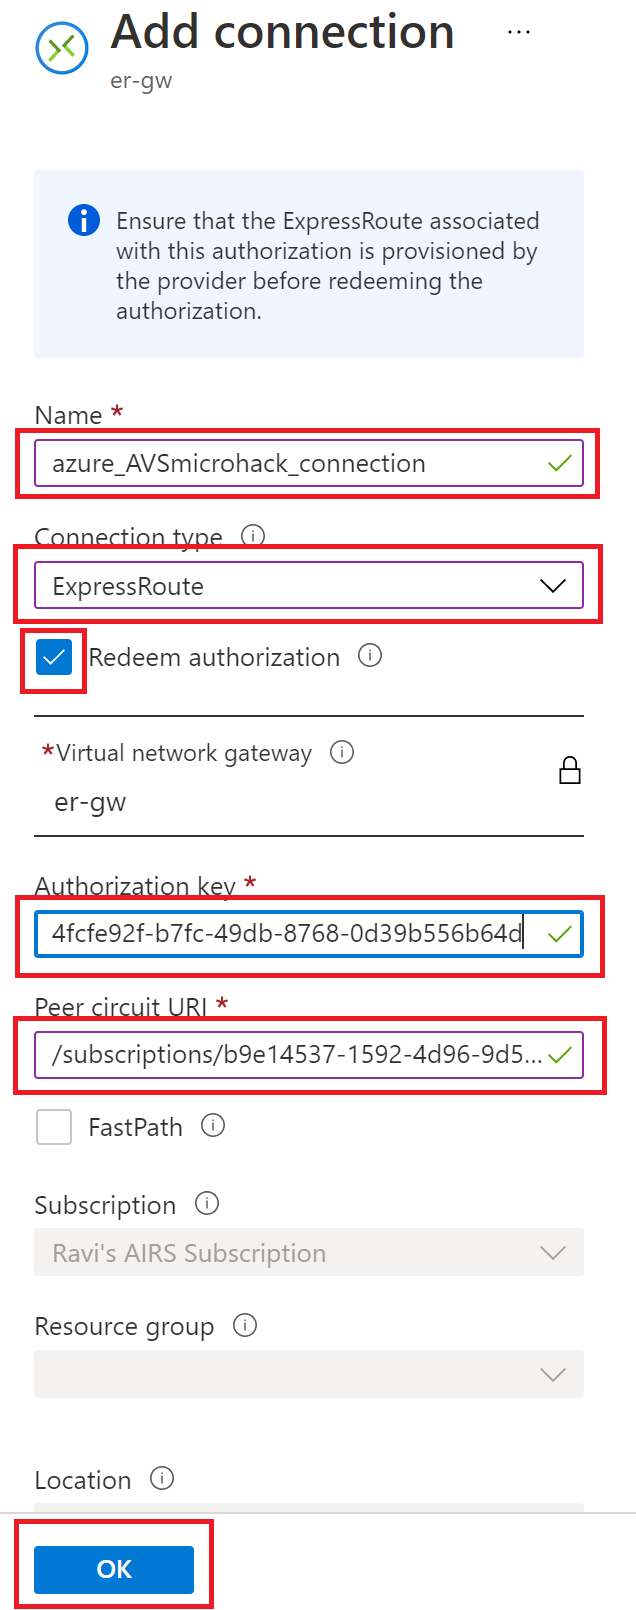 Add connection ...
er-gw
Ensure that the ExpressRoute associated
with this authorization is provisioned by
the provider before redeeming the
authorization.
Name *
azure_AVSmicrohack_connection
Connection type
ExpressRoute
Redeem authorization
*Virtual network gateway
er-gw
Authorization key *
4fcfe92f-b7fc-49db-8768-0d39b556b64d
Peer circuit URI *
/subscriptions/b9e14537-1592-4d96-9d5...
FastPath
Subscription
Ravi's AIRS Subscription
Resource group
Location
OK